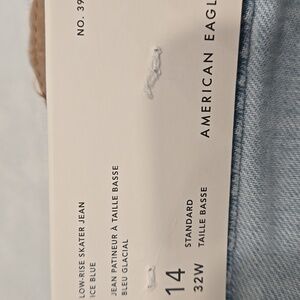 NO. 39
LOW-RISE SKATER JEAN
ICE BLUE
JEAN PATINEUR À TAILLE BASSE
BLEU GLACIAL
14
STANDARD
32W
TAILLE BASSE
AMERICAN EAGL